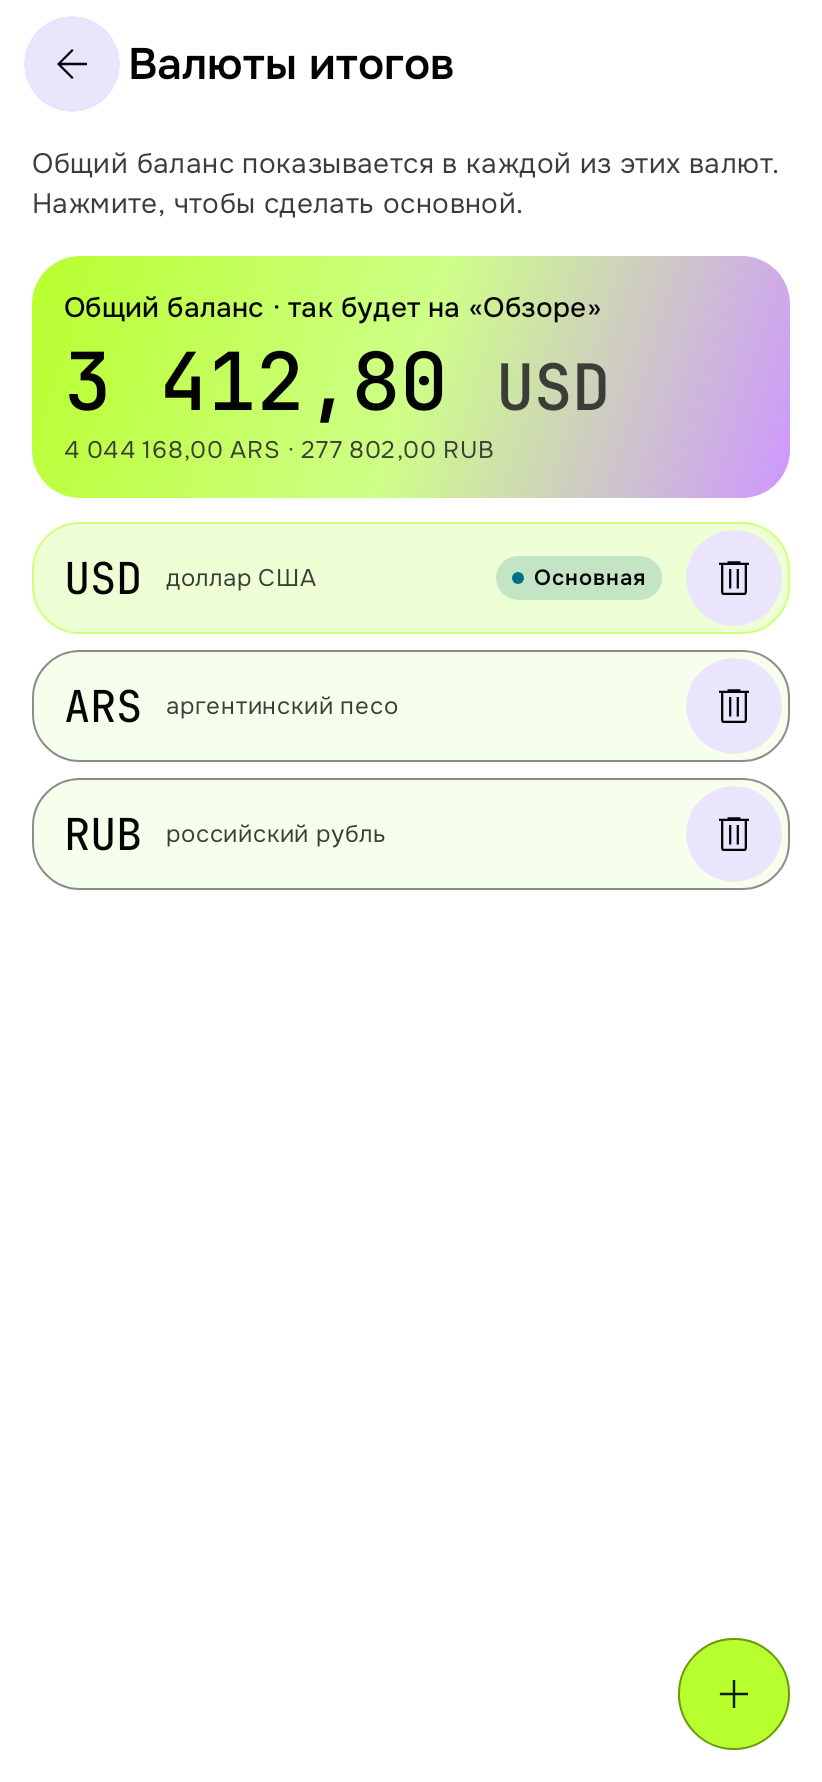 Валюты итогов
Общий баланс показывается в каждой из этих валют.
Нажмите, чтобы сделать основной.
Общий баланс · так будет на «Обзоре»
3 412,80 USD
4 044 168,00 ARS · 277 802,00 RUB
USD доллар США Основная
ARS аргентинский песо
RUB российский рубль